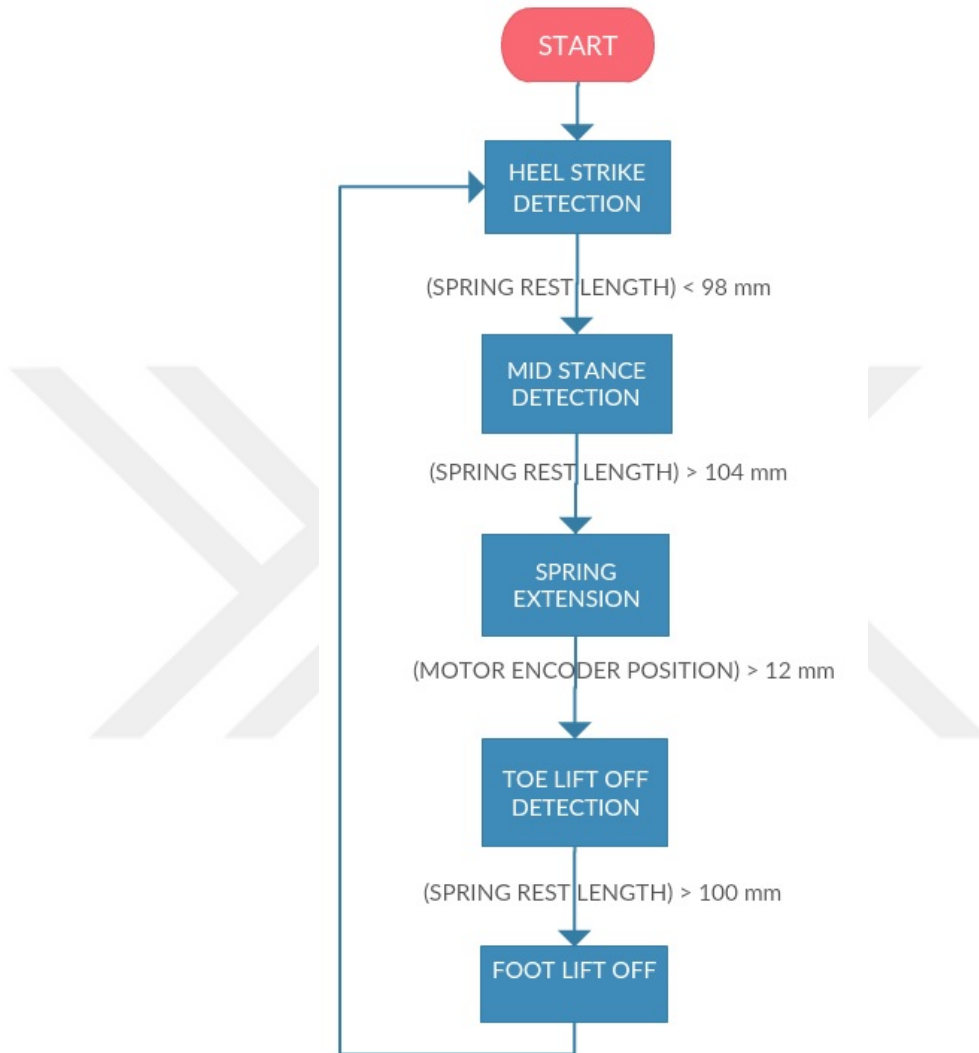 START
HEEL STRIKE
DETECTION
(SPRING REST LENGTH) < 98 mm
MID STANCE
DETECTION
(SPRING REST LENGTH) > 104 mm
SPRING
EXTENSION
(MOTOR ENCODER POSITION) > 12 mm
TOE LIFT OFF
DETECTION
(SPRING REST LENGTH) > 100 mm
FOOT LIFT OFF